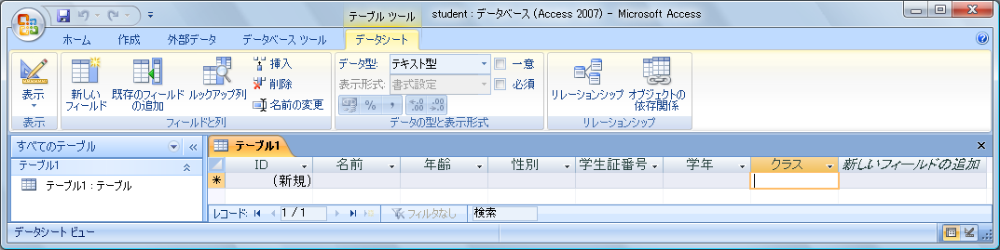 テーブル ツール
student : データベース (Access 2007) - Microsoft Access
ホーム 作成 外部データ データベース ツール データシート
表示
表示
新しいフィールド
既存のフィールドの追加
ルックアップ列
挿入
削除
名前の変更
フィールドと列
データ型: テキスト型
一意
表示形式: 書式設定
必須
% , ←.0 .00 .00 →.0
データの型と表示形式
リレーションシップ
オブジェクトの依存関係
リレーションシップ
すべてのテーブル
テーブル1
テーブル1 : テーブル
テーブル1
ID 名前 年齢 性別 学生証番号 学年 クラス 新しいフィールドの追加
* (新規)
レコード: 1 / 1 フィルタなし 検索
データシート ビュー